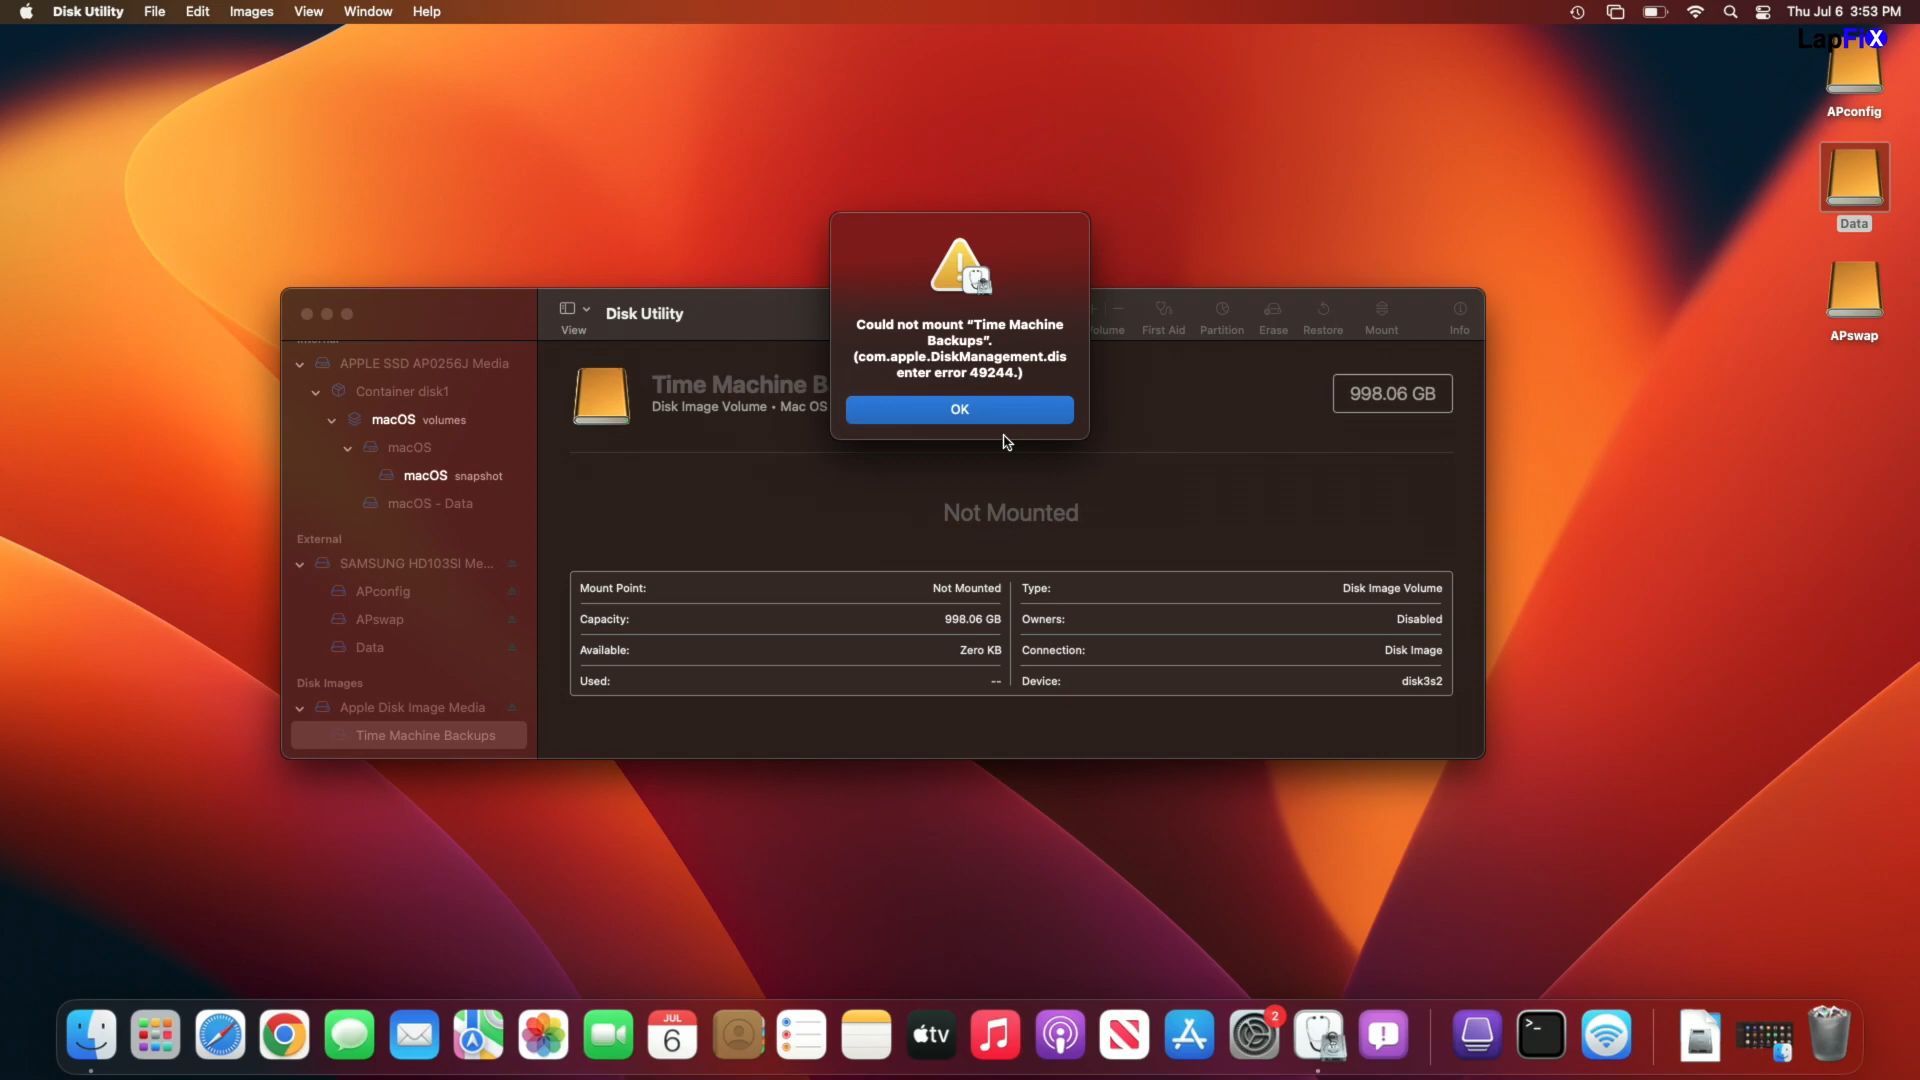 Disk Utility File Edit Images View Window Help
Thu Jul 6 3:53 PM
LapFiX
APconfig
Data
APswap
Could not mount “Time Machine
Backups”.
(com.apple.DiskManagement.dis
enter error 49244.)
OK
View
Disk Utility
First Aid Partition Erase Restore Mount Info
APPLE SSD AP0256J Media
Container disk1
macOS volumes
macOS
macOS snapshot
macOS - Data
External
SAMSUNG HD103SI Me...
APconfig
APswap
Data
Disk Images
Apple Disk Image Media
Time Machine Backups
Time Machine B
Disk Image Volume • Mac OS
998.06 GB
Not Mounted
Mount Point: Not Mounted
Capacity: 998.06 GB
Available: Zero KB
Used: --
Type: Disk Image Volume
Owners: Disabled
Connection: Disk Image
Device: disk3s2
JUL
6
tv
2